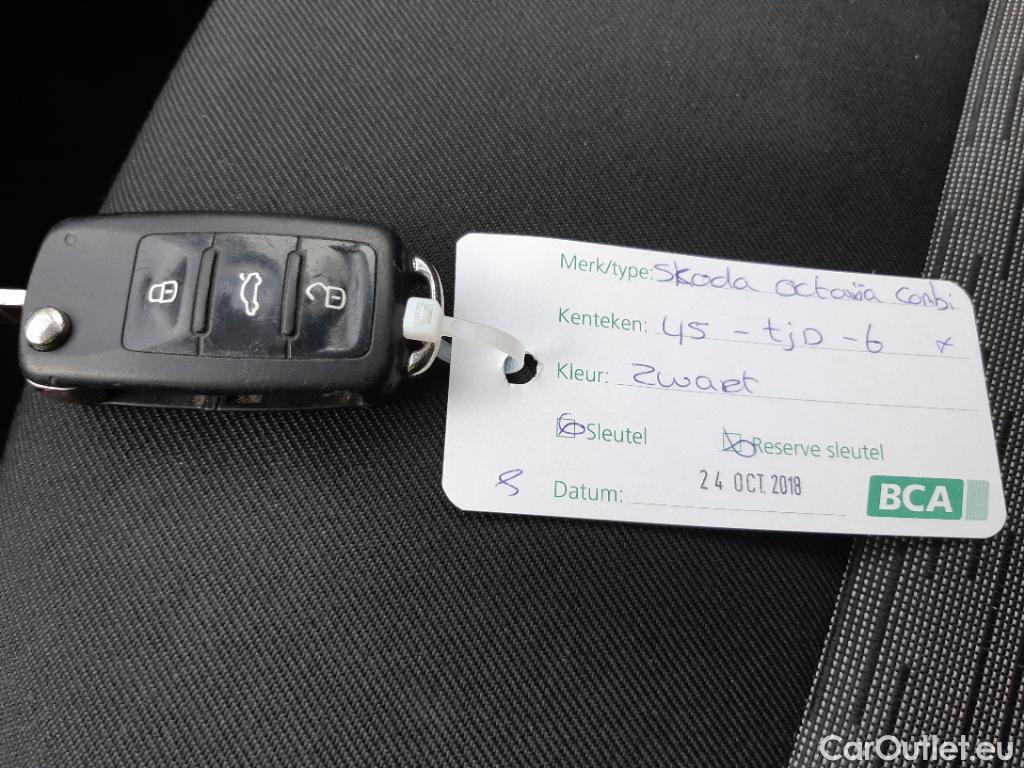 Merk/type: Skoda octavia combi
Kenteken: 45 - tjD - 6
Kleur: Zwart
Sleutel Reserve sleutel
8 Datum: 24 OCT. 2018
BCA
CarOutlet.eu